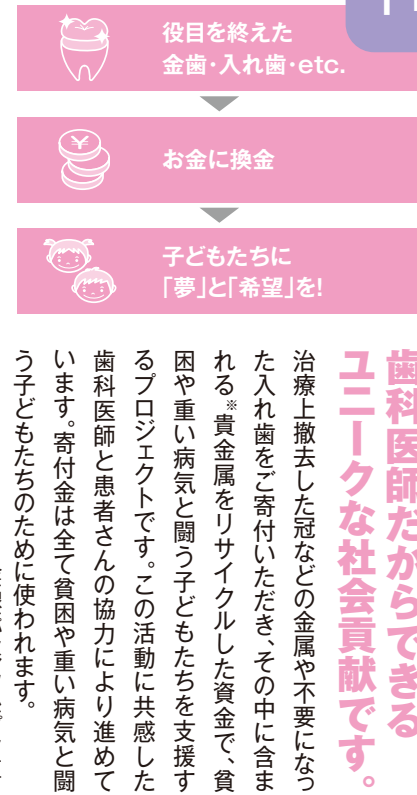 役目を終えた
金歯・入れ歯・etc.
お金に換金
子どもたちに
「夢」と「希望」を!
歯科医師だからできる
ユニークな社会貢献です。
治療上撤去した冠などの金属や不要になっ
た入れ歯をご寄付いただき、その中に含ま
れる※貴金属をリサイクルした資金で、貧
困や重い病気と闘う子どもたちを支援す
るプロジェクトです。この活動に共感した
歯科医師と患者さんの協力により進めて
います。寄付金は全て貧困や重い病気と闘
う子どもたちのために使われます。